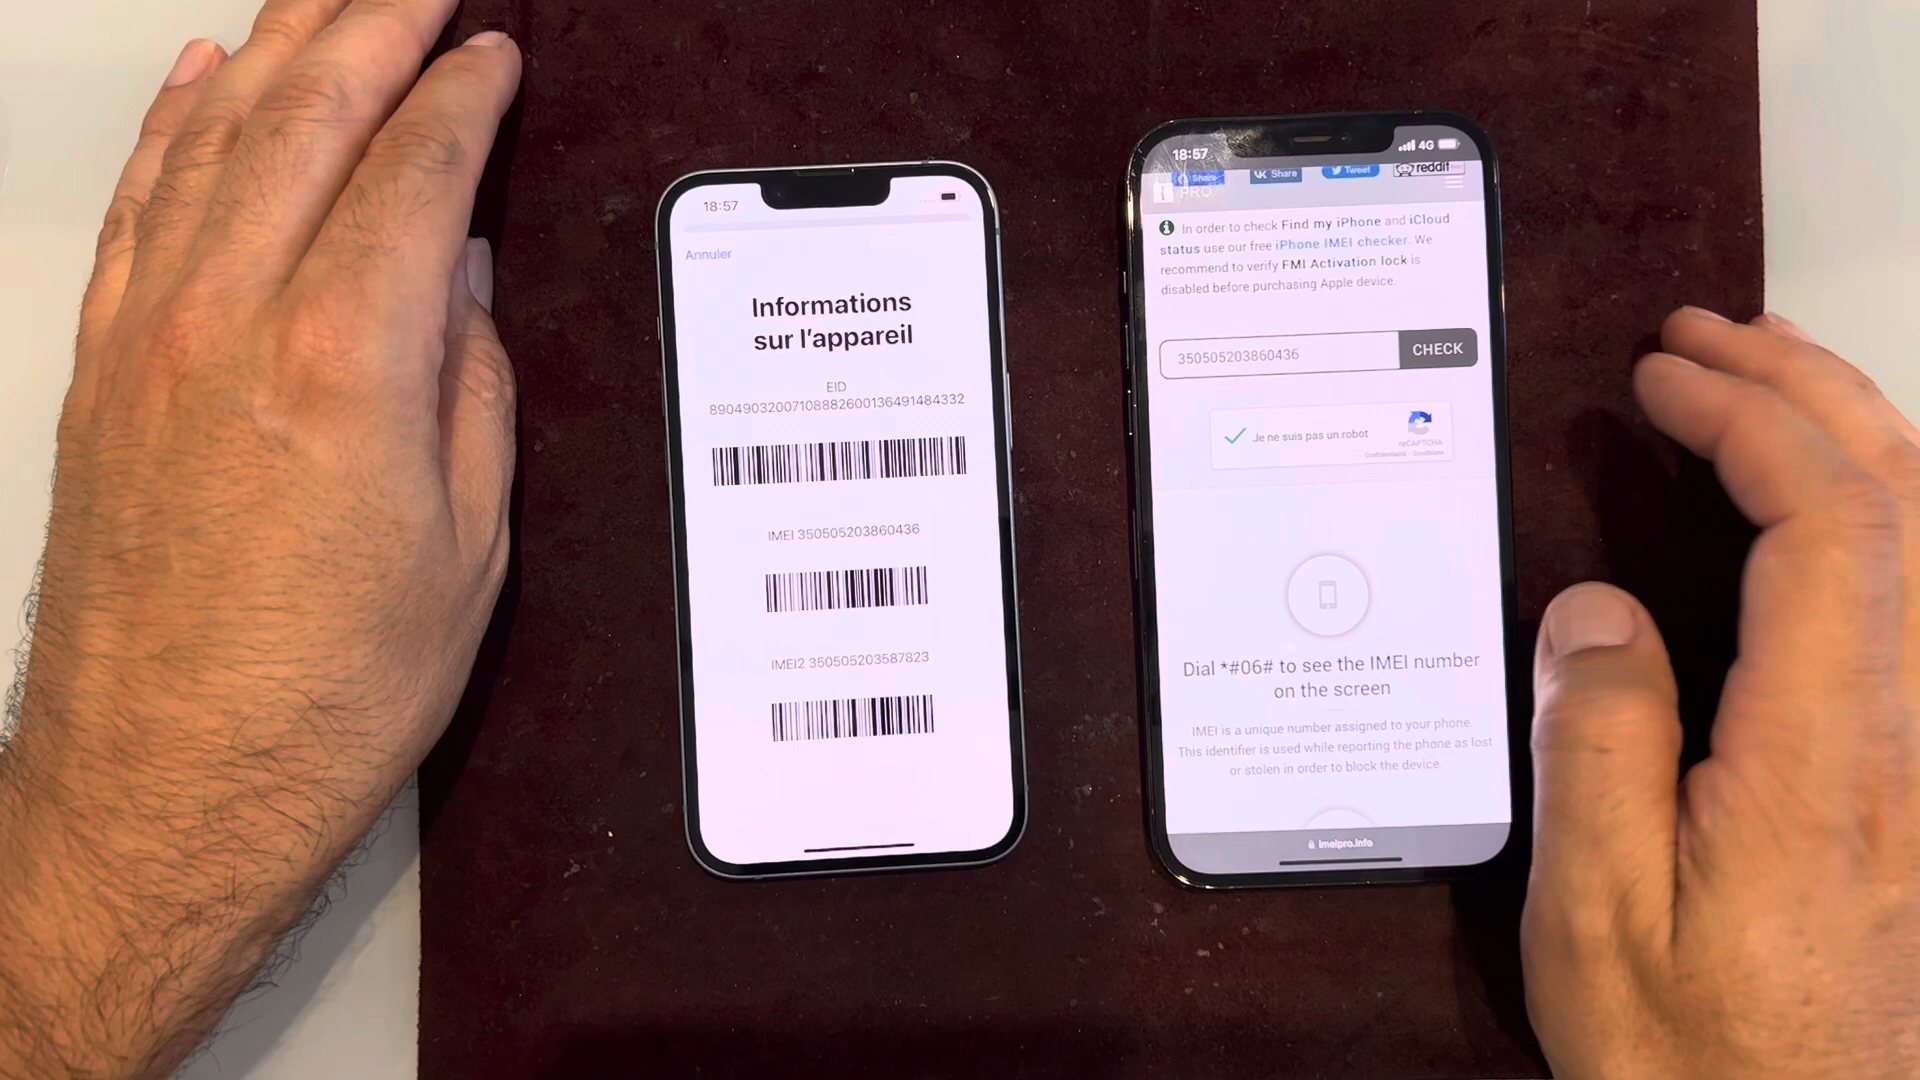 18:57
Annuler
Informations
sur l'appareil
EID
89049032007108882600136491484332
IMEI 350505203860436
IMEI2 350505203587823
18:57
4G
Share
Share
Tweet
reddit
PRO
In order to check Find my iPhone and iCloud
status use our free iPhone IMEI checker. We
recommend to verify FMI Activation lock is
disabled before purchasing Apple device.
350505203860436
CHECK
Je ne suis pas un robot
reCAPTCHA
Confidentialité - Conditions
Dial *#06# to see the IMEI number
on the screen
IMEI is a unique number assigned to your phone.
This identifier is used while reporting the phone as lost
or stolen in order to block the device.
imeipro.info